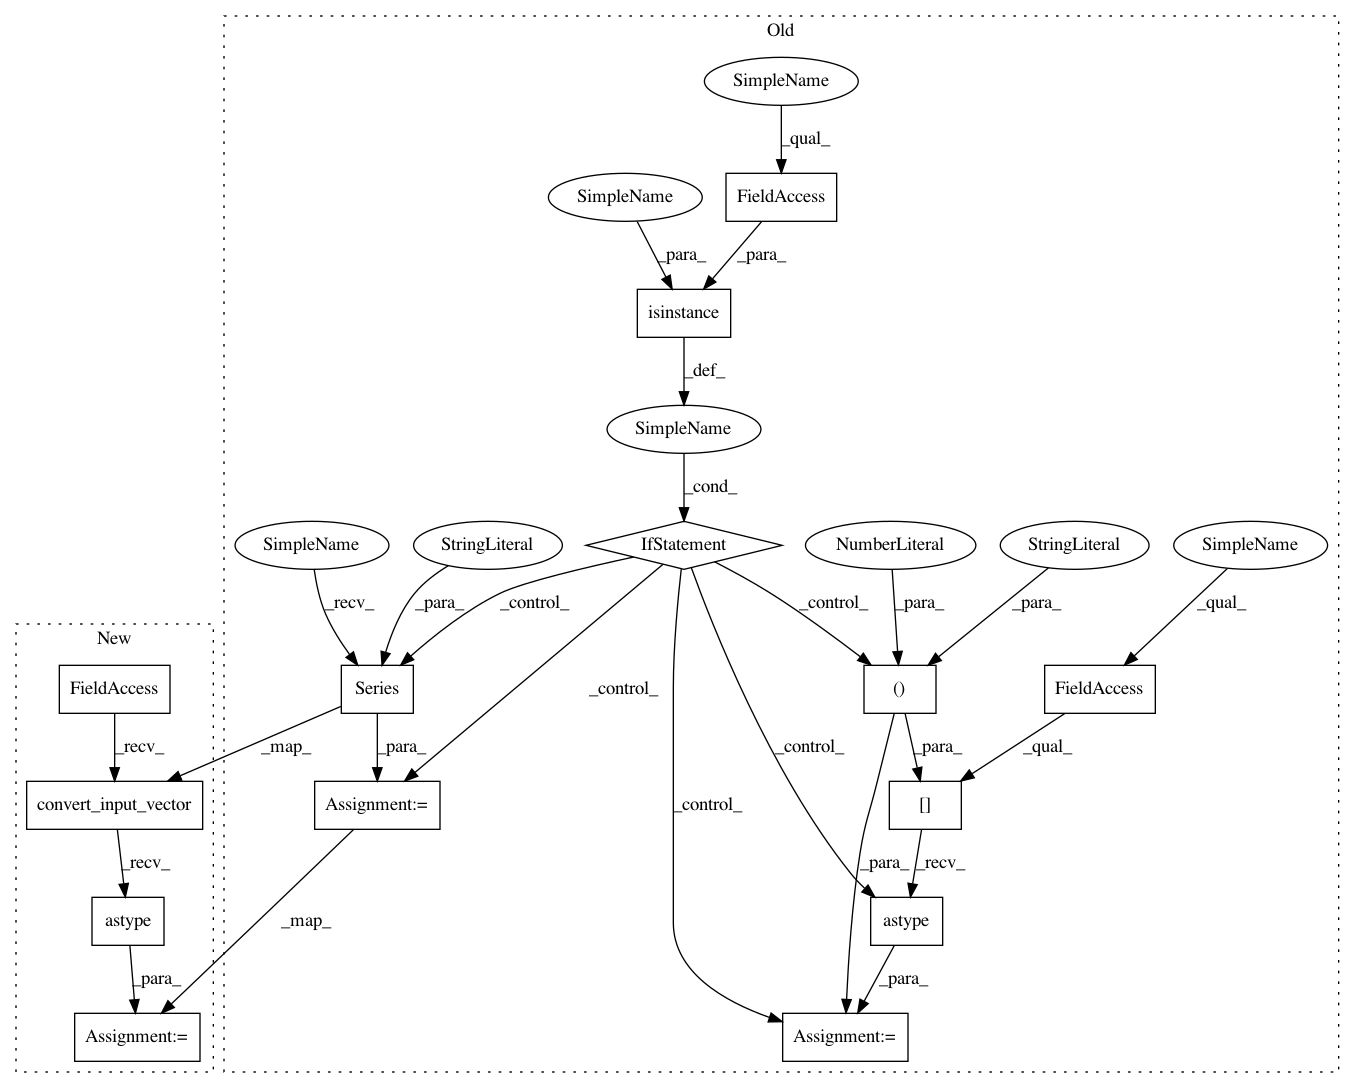 Old
SimpleName
_qual_
SimpleName
FieldAccess
_para_
_para_
isinstance
_def_
SimpleName
_cond_
SimpleName
StringLiteral
IfStatement
NumberLiteral
StringLiteral
SimpleName
_recv_
_para_
_control_
_control_
_para_
_para_
_qual_
New
FieldAccess
Series
()
FieldAccess
_control_
_recv_
_map_
_para_
_control_
_para_
_qual_
convert_input_vector
Assignment:=
_control_
[]
_recv_
_para_
_recv_
astype
_map_
astype
_para_
_para_
Assignment:=
Assignment:=